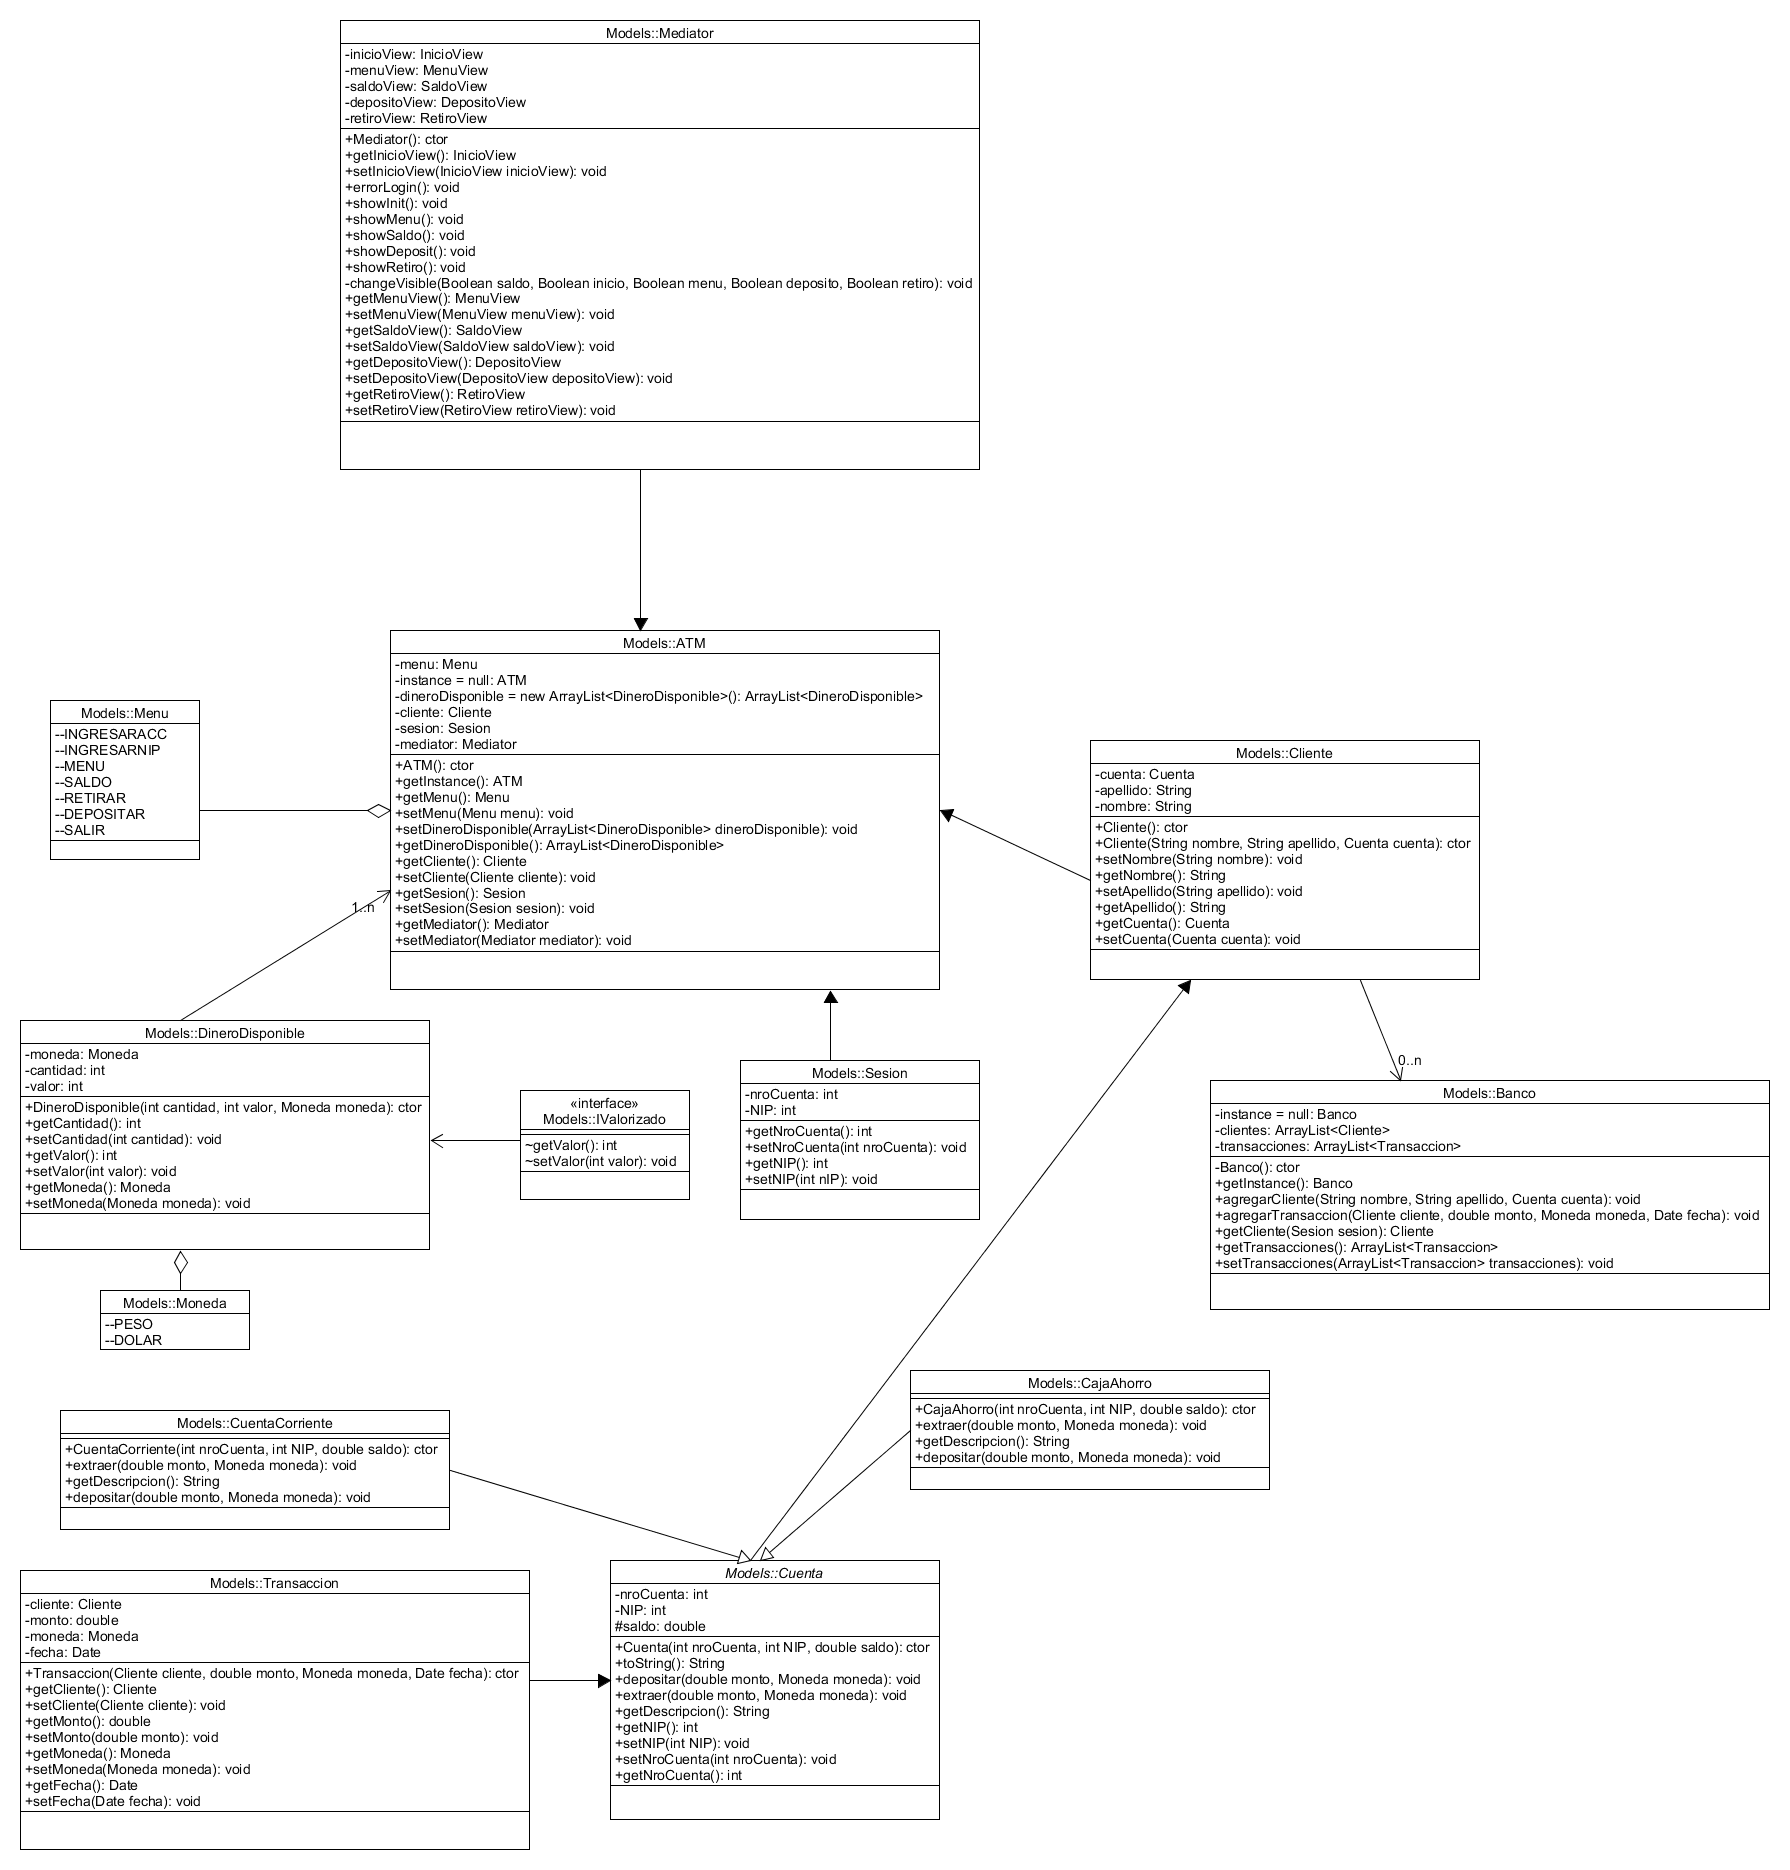 Models::Mediator
-inicioView: InicioView
-menuView: MenuView
-saldoView: SaldoView
-depositoView: DepositoView
-retiroView: RetiroView
+Mediator(): ctor
+getInicioView(): InicioView
+setInicioView(InicioView inicioView): void
+errorLogin(): void
+showInit(): void
+showMenu(): void
+showSaldo(): void
+showDeposit(): void
+showRetiro(): void
-changeVisible(Boolean saldo, Boolean inicio, Boolean menu, Boolean deposito, Boolean retiro): void
+getMenuView(): MenuView
+setMenuView(MenuView menuView): void
+getSaldoView(): SaldoView
+setSaldoView(SaldoView saldoView): void
+getDepositoView(): DepositoView
+setDepositoView(DepositoView depositoView): void
+getRetiroView(): RetiroView
+setRetiroView(RetiroView retiroView): void
Models::ATM
-menu: Menu
-instance = null: ATM
-dineroDisponible = new ArrayList<DineroDisponible>(): ArrayList<DineroDisponible>
-cliente: Cliente
-sesion: Sesion
-mediator: Mediator
+ATM(): ctor
+getInstance(): ATM
+getMenu(): Menu
+setMenu(Menu menu): void
+setDineroDisponible(ArrayList<DineroDisponible> dineroDisponible): void
+getDineroDisponible(): ArrayList<DineroDisponible>
+getCliente(): Cliente
+setCliente(Cliente cliente): void
+getSesion(): Sesion
+setSesion(Sesion sesion): void
+getMediator(): Mediator
+setMediator(Mediator mediator): void
Models::Menu
--INGRESARACC
--INGRESARNIP
--MENU
--SALDO
--RETIRAR
--DEPOSITAR
--SALIR
1..n
Models::Cliente
-cuenta: Cuenta
-apellido: String
-nombre: String
+Cliente(): ctor
+Cliente(String nombre, String apellido, Cuenta cuenta): ctor
+setNombre(String nombre): void
+getNombre(): String
+setApellido(String apellido): void
+getApellido(): String
+getCuenta(): Cuenta
+setCuenta(Cuenta cuenta): void
Models::DineroDisponible
-moneda: Moneda
-cantidad: int
-valor: int
+DineroDisponible(int cantidad, int valor, Moneda moneda): ctor
+getCantidad(): int
+setCantidad(int cantidad): void
+getValor(): int
+setValor(int valor): void
+getMoneda(): Moneda
+setMoneda(Moneda moneda): void
«interface»
Models::IValorizado
~getValor(): int
~setValor(int valor): void
Models::Sesion
-nroCuenta: int
-NIP: int
+getNroCuenta(): int
+setNroCuenta(int nroCuenta): void
+getNIP(): int
+setNIP(int nIP): void
0..n
Models::Banco
-instance = null: Banco
-clientes: ArrayList<Cliente>
-transacciones: ArrayList<Transaccion>
-Banco(): ctor
+getInstance(): Banco
+agregarCliente(String nombre, String apellido, Cuenta cuenta): void
+agregarTransaccion(Cliente cliente, double monto, Moneda moneda, Date fecha): void
+getCliente(Sesion sesion): Cliente
+getTransacciones(): ArrayList<Transaccion>
+setTransacciones(ArrayList<Transaccion> transacciones): void
Models::Moneda
--PESO
--DOLAR
Models::CajaAhorro
+CajaAhorro(int nroCuenta, int NIP, double saldo): ctor
+extraer(double monto, Moneda moneda): void
+getDescripcion(): String
+depositar(double monto, Moneda moneda): void
Models::CuentaCorriente
+CuentaCorriente(int nroCuenta, int NIP, double saldo): ctor
+extraer(double monto, Moneda moneda): void
+getDescripcion(): String
+depositar(double monto, Moneda moneda): void
Models::Transaccion
-cliente: Cliente
-monto: double
-moneda: Moneda
-fecha: Date
+Transaccion(Cliente cliente, double monto, Moneda moneda, Date fecha): ctor
+getCliente(): Cliente
+setCliente(Cliente cliente): void
+getMonto(): double
+setMonto(double monto): void
+getMoneda(): Moneda
+setMoneda(Moneda moneda): void
+getFecha(): Date
+setFecha(Date fecha): void
Models::Cuenta
-nroCuenta: int
-NIP: int
#saldo: double
+Cuenta(int nroCuenta, int NIP, double saldo): ctor
+toString(): String
+depositar(double monto, Moneda moneda): void
+extraer(double monto, Moneda moneda): void
+getDescripcion(): String
+getNIP(): int
+setNIP(int NIP): void
+setNroCuenta(int nroCuenta): void
+getNroCuenta(): int